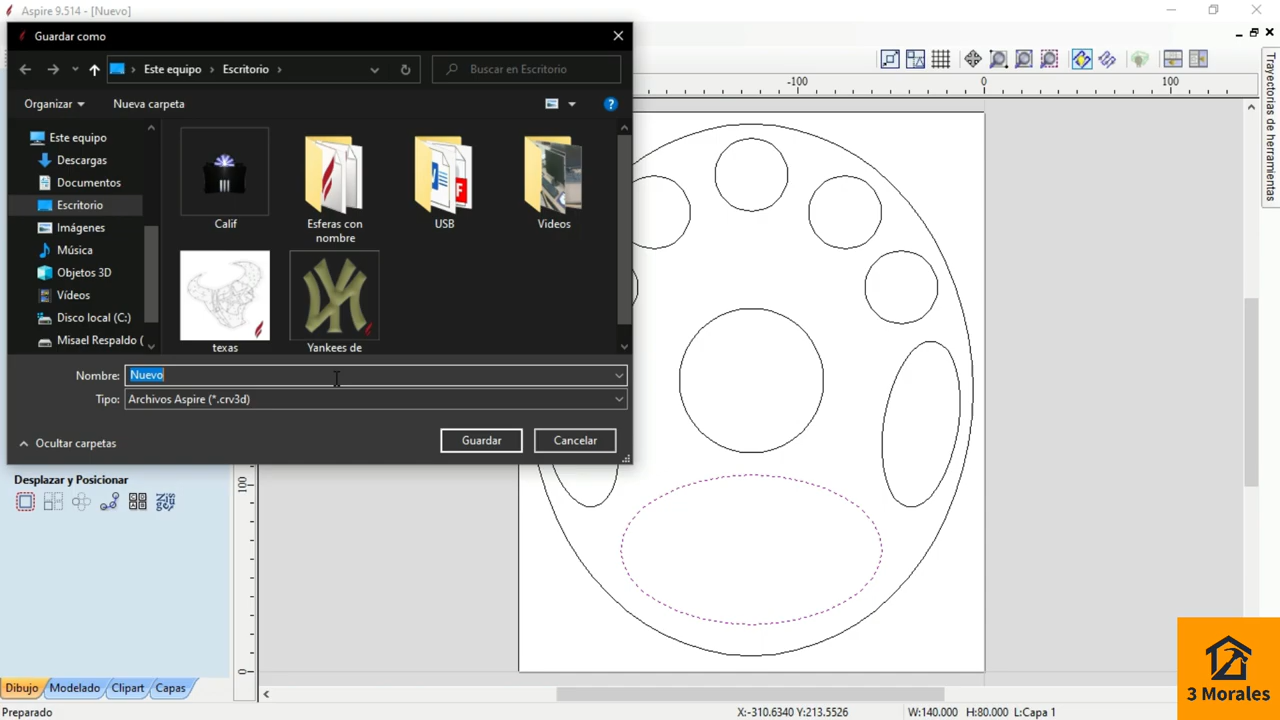 Aspire 9.514 - [Nuevo]
Guardar como
Este equipo
Escritorio
Buscar en Escritorio
Organizar
Nueva carpeta
Este equipo
Descargas
Documentos
Escritorio
Imágenes
Música
Objetos 3D
Vídeos
Disco local (C:)
Misael Respaldo (
Calif
Esferas con
nombre
USB
Videos
texas
Yankees de
Nombre:
Nuevo
Tipo:
Archivos Aspire (*.crv3d)
Ocultar carpetas
Guardar
Cancelar
-100
0
100
Trayectorias de herramientas
Desplazar y Posicionar
100
0
Dibujo
Modelado
Clipart
Capas
Preparado
X:-310.6340 Y:213.5526
W:140.000
H:80.000
L:Capa 1
3 Morales